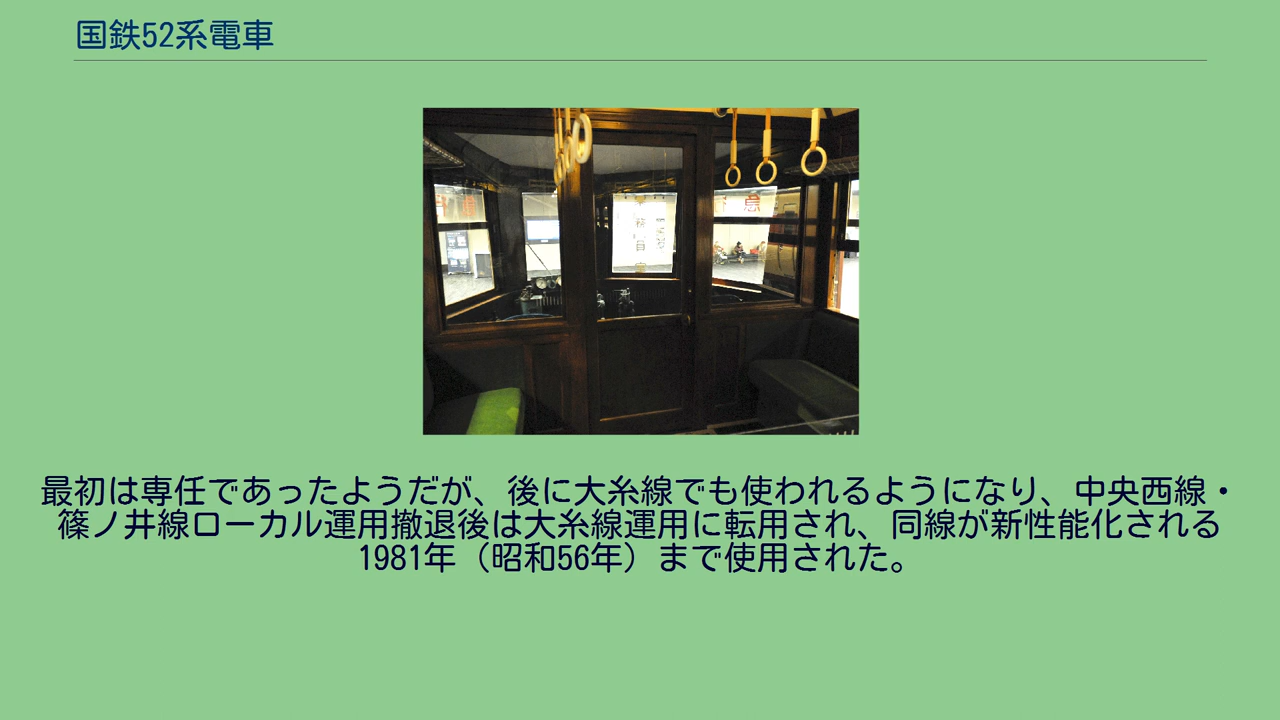 国鉄52系電車
最初は専任であったようだが、後に大糸線でも使われるようになり、中央西線・
篠ノ井線ローカル運用撤退後は大糸線運用に転用され、同線が新性能化される
1981年（昭和56年）まで使用された。